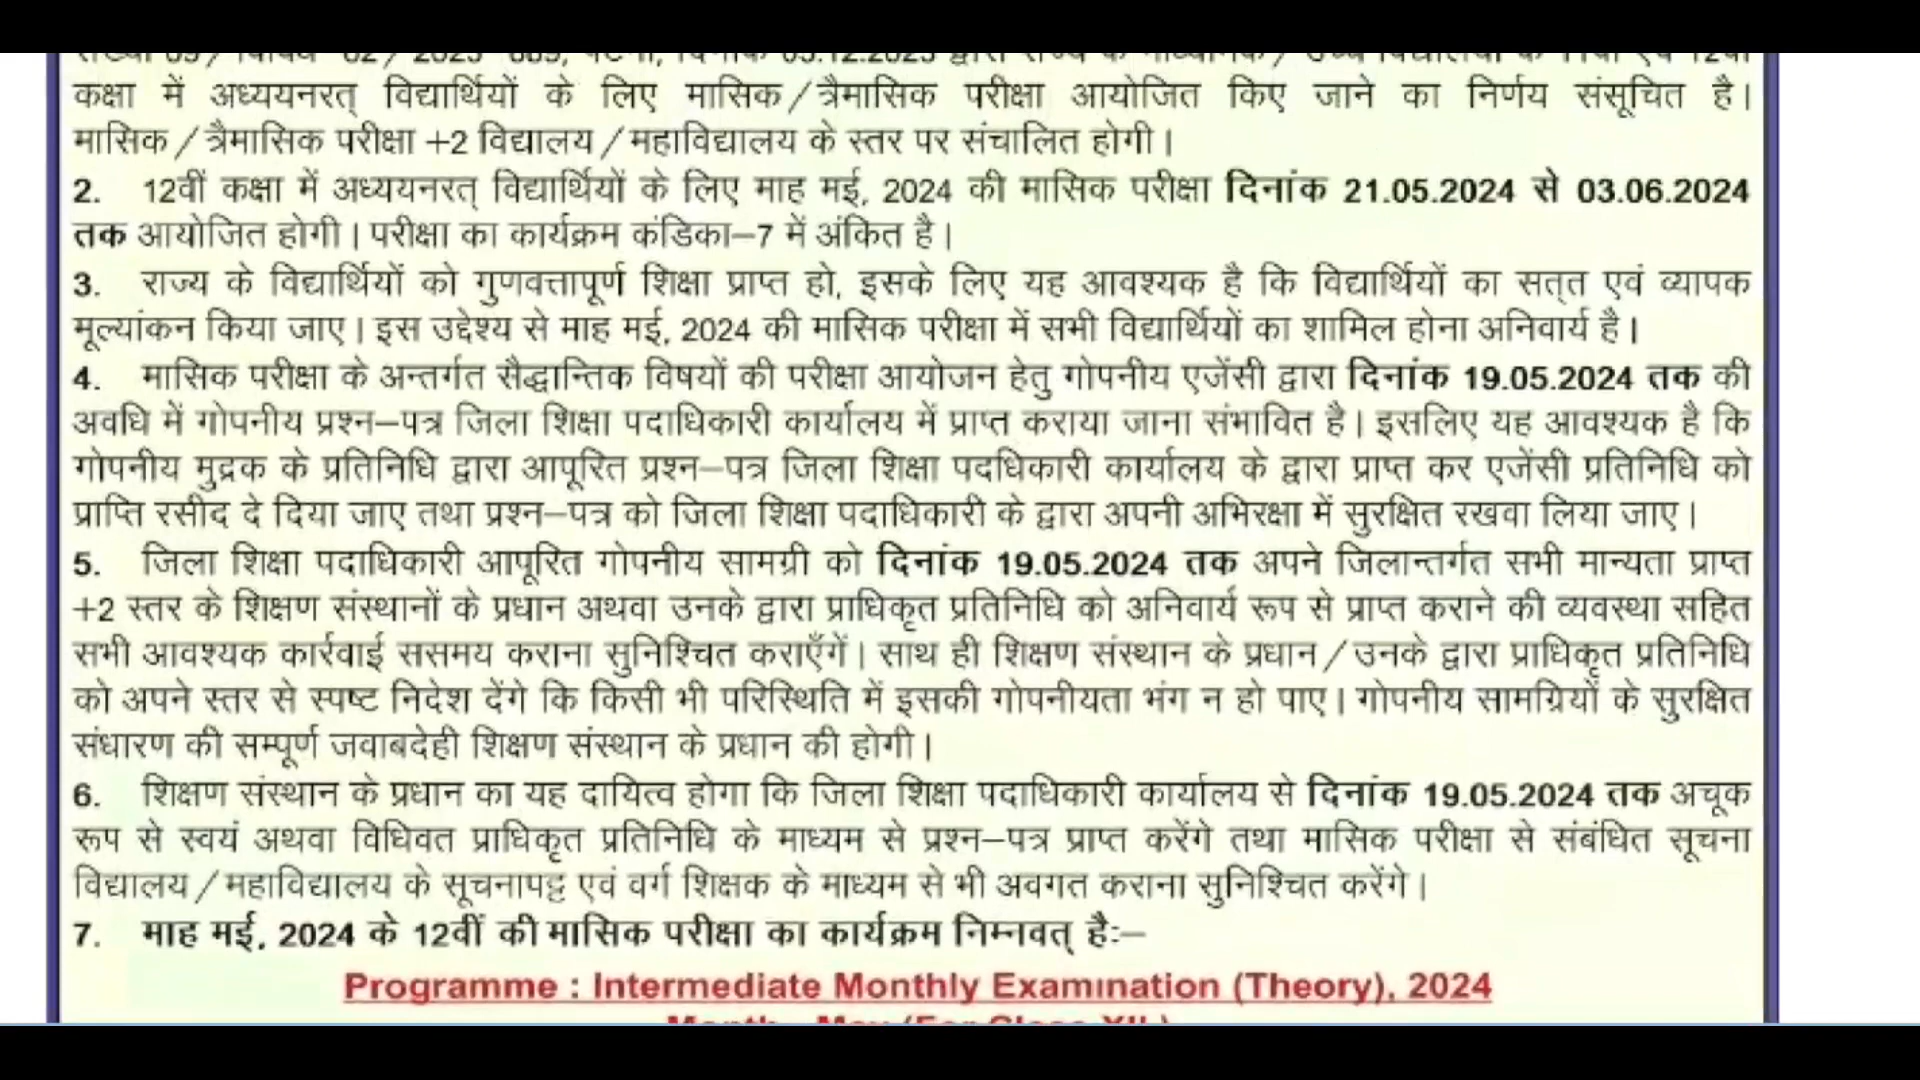 कक्षा में अध्ययनरत् विद्यार्थियों के लिए मासिक/त्रैमासिक परीक्षा आयोजित किए जाने का निर्णय संसूचित है।
मासिक/त्रैमासिक परीक्षा +2 विद्यालय/महाविद्यालय के स्तर पर संचालित होगी।
2. 12वीं कक्षा में अध्ययनरत् विद्यार्थियों के लिए माह मई, 2024 की मासिक परीक्षा दिनांक 21.05.2024 से 03.06.2024
तक आयोजित होगी। परीक्षा का कार्यक्रम कंडिका–7 में अंकित है।
3. राज्य के विद्यार्थियों को गुणवत्तापूर्ण शिक्षा प्राप्त हो, इसके लिए यह आवश्यक है कि विद्यार्थियों का सत्‌त एवं व्यापक
मूल्यांकन किया जाए। इस उद्देश्य से माह मई, 2024 की मासिक परीक्षा में सभी विद्यार्थियों का शामिल होना अनिवार्य है।
4. मासिक परीक्षा के अन्तर्गत सैद्धान्तिक विषयों की परीक्षा आयोजन हेतु गोपनीय एजेंसी द्वारा दिनांक 19.05.2024 तक की
अवधि में गोपनीय प्रश्न–पत्र जिला शिक्षा पदाधिकारी कार्यालय में प्राप्त कराया जाना संभावित है। इसलिए यह आवश्यक है कि
गोपनीय मुद्रक के प्रतिनिधि द्वारा आपूरित प्रश्न–पत्र जिला शिक्षा पदधिकारी कार्यालय के द्वारा प्राप्त कर एजेंसी प्रतिनिधि को
प्राप्ति रसीद दे दिया जाए तथा प्रश्न–पत्र को जिला शिक्षा पदाधिकारी के द्वारा अपनी अभिरक्षा में सुरक्षित रखवा लिया जाए।
5. जिला शिक्षा पदाधिकारी आपूरित गोपनीय सामग्री को दिनांक 19.05.2024 तक अपने जिलान्तर्गत सभी मान्यता प्राप्त
+2 स्तर के शिक्षण संस्थानों के प्रधान अथवा उनके द्वारा प्राधिकृत प्रतिनिधि को अनिवार्य रूप से प्राप्त कराने की व्यवस्था सहित
सभी आवश्यक कार्रवाई ससमय कराना सुनिश्चित कराएँगें। साथ ही शिक्षण संस्थान के प्रधान/उनके द्वारा प्राधिकृत प्रतिनिधि
को अपने स्तर से स्पष्ट निदेश देंगे कि किसी भी परिस्थिति में इसकी गोपनीयता भंग न हो पाए। गोपनीय सामग्रियों के सुरक्षित
संधारण की सम्पूर्ण जवाबदेही शिक्षण संस्थान के प्रधान की होगी।
6. शिक्षण संस्थान के प्रधान का यह दायित्व होगा कि जिला शिक्षा पदाधिकारी कार्यालय से दिनांक 19.05.2024 तक अचूक
रूप से स्वयं अथवा विधिवत प्राधिकृत प्रतिनिधि के माध्यम से प्रश्न–पत्र प्राप्त करेंगे तथा मासिक परीक्षा से संबंधित सूचना
विद्यालय/महाविद्यालय के सूचनापट्ट एवं वर्ग शिक्षक के माध्यम से भी अवगत कराना सुनिश्चित करेंगे।
7. माह मई, 2024 के 12वीं की मासिक परीक्षा का कार्यक्रम निम्नवत् है:–
Programme : Intermediate Monthly Examination (Theory), 2024